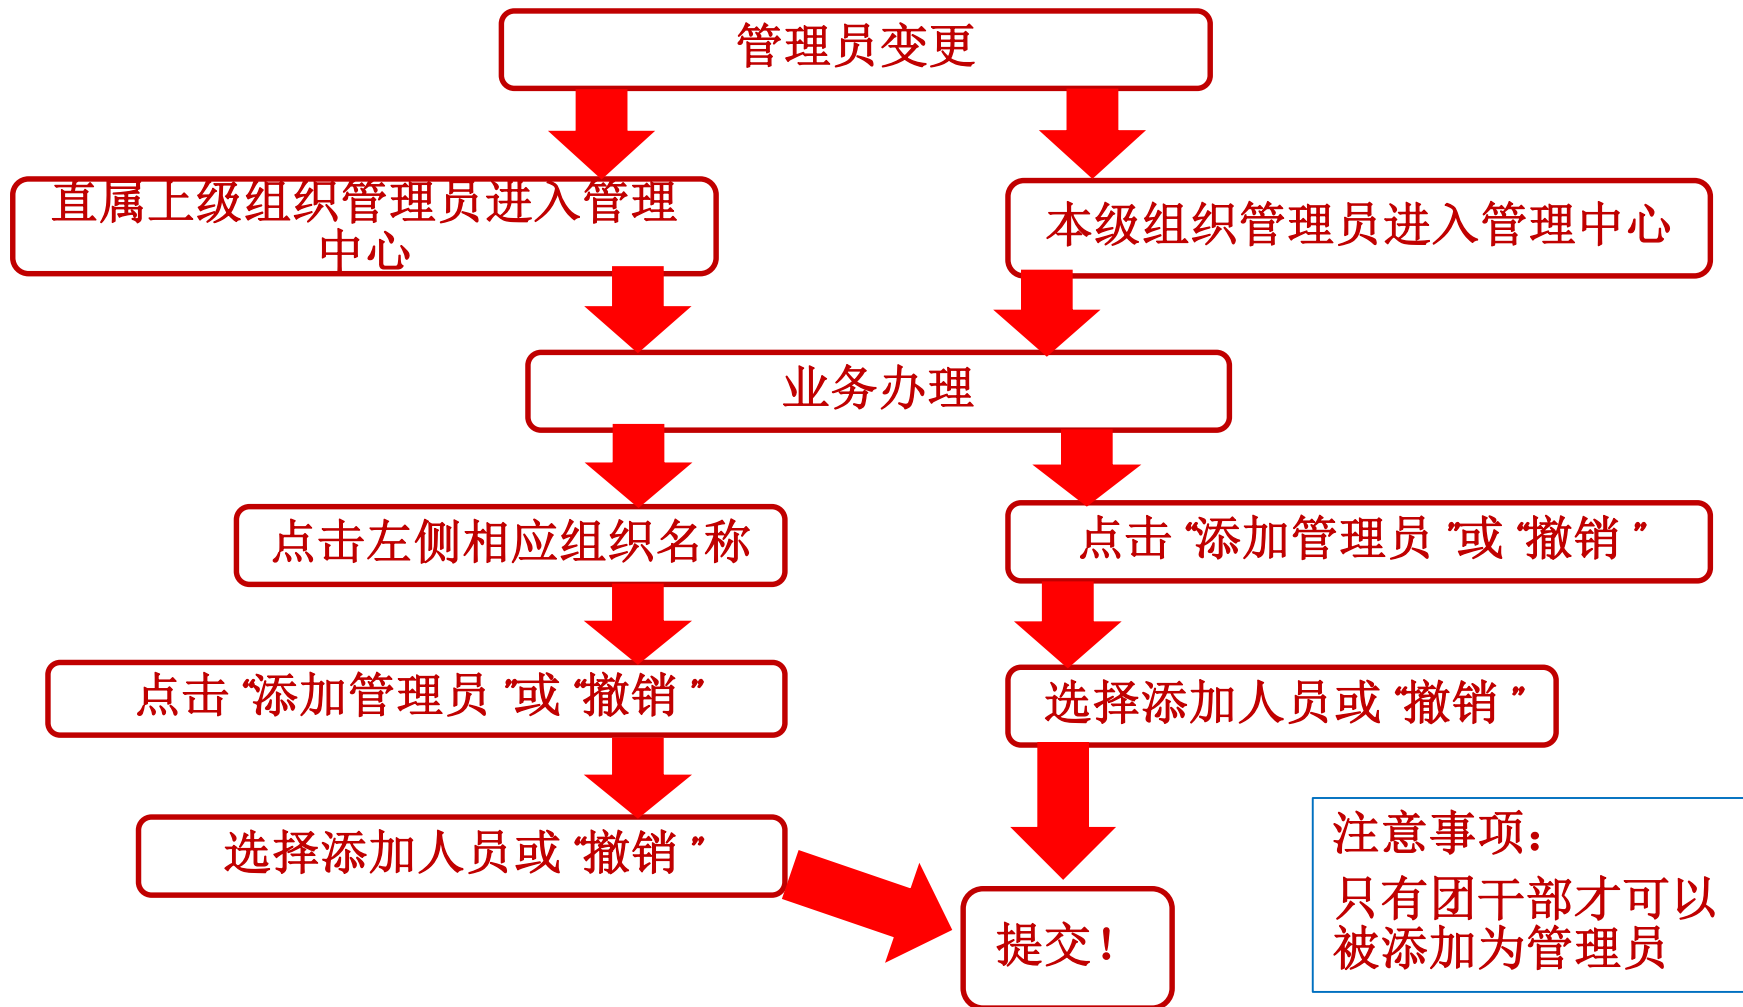 管理员变更
直属上级组织管理员进入管理
中心
本级组织管理员进入管理中心
业务办理
点击左侧相应组织名称
点击“添加管理员”或“撤销”
点击“添加管理员”或“撤销”
选择添加人员或“撤销”
选择添加人员或“撤销”
提交！
注意事项：
只有团干部才可以
被添加为管理员